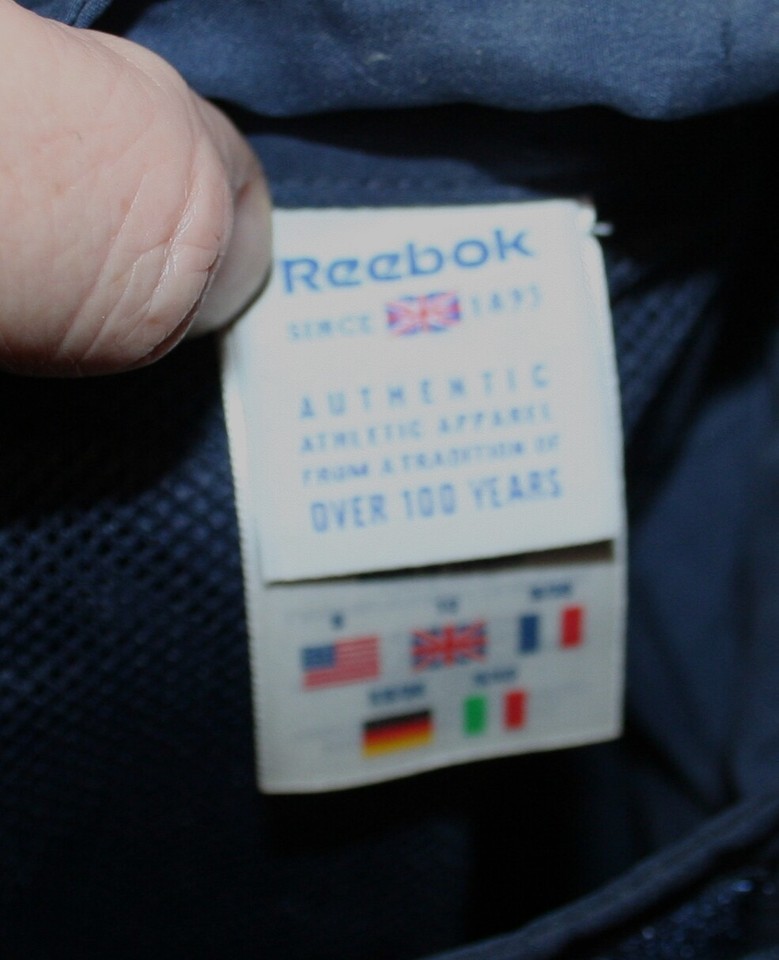 Reebok
SINCE 1895
AUTHENTIC
ATHLETIC APPAREL
FROM A TRADITION OF
OVER 100 YEARS